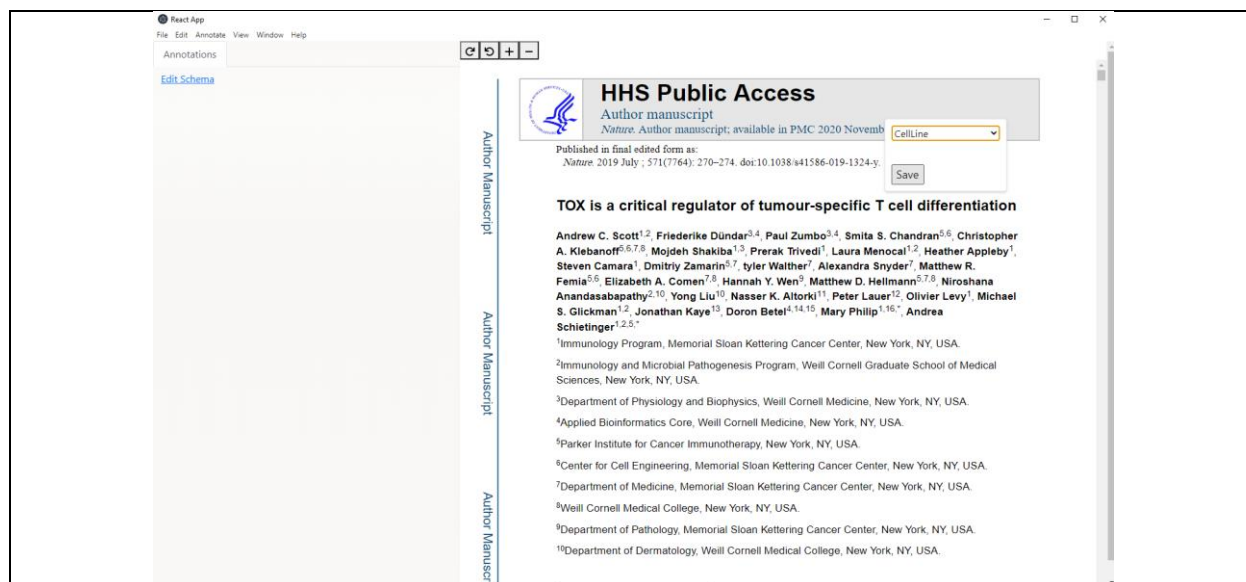 React App
File Edit Annotate View Window Help
Annotations
Edit Schema
+ −
HHS Public Access
Author manuscript
Nature. Author manuscript; available in PMC 2020 Novemb
CellLine
Save
Published in final edited form as:
Nature. 2019 July ; 571(7764): 270–274. doi:10.1038/s41586-019-1324-y.
Author Manuscript
Author Manuscript
Author Manuscr
TOX is a critical regulator of tumour-specific T cell differentiation
Andrew C. Scott1,2, Friederike Dündar3,4, Paul Zumbo3,4, Smita S. Chandran5,6, Christopher
A. Klebanoff5,6,7,8, Mojdeh Shakiba1,3, Prerak Trivedi1, Laura Menocal1,2, Heather Appleby1,
Steven Camara1, Dmitriy Zamarin5,7, tyler Walther7, Alexandra Snyder7, Matthew R.
Femia5,6, Elizabeth A. Comen7,8, Hannah Y. Wen9, Matthew D. Hellmann5,7,8, Niroshana
Anandasabapathy2,10, Yong Liu10, Nasser K. Altorki11, Peter Lauer12, Olivier Levy1, Michael
S. Glickman1,2, Jonathan Kaye13, Doron Betel4,14,15, Mary Philip1,16,*, Andrea
Schietinger1,2,5,*
1Immunology Program, Memorial Sloan Kettering Cancer Center, New York, NY, USA.
2Immunology and Microbial Pathogenesis Program, Weill Cornell Graduate School of Medical
Sciences, New York, NY, USA.
3Department of Physiology and Biophysics, Weill Cornell Medicine, New York, NY, USA.
4Applied Bioinformatics Core, Weill Cornell Medicine, New York, NY, USA.
5Parker Institute for Cancer Immunotherapy, New York, NY, USA.
6Center for Cell Engineering, Memorial Sloan Kettering Cancer Center, New York, NY, USA.
7Department of Medicine, Memorial Sloan Kettering Cancer Center, New York, NY, USA.
8Weill Cornell Medical College, New York, NY, USA.
9Department of Pathology, Memorial Sloan Kettering Cancer Center, New York, NY, USA.
10Department of Dermatology, Weill Cornell Medical College, New York, NY, USA.